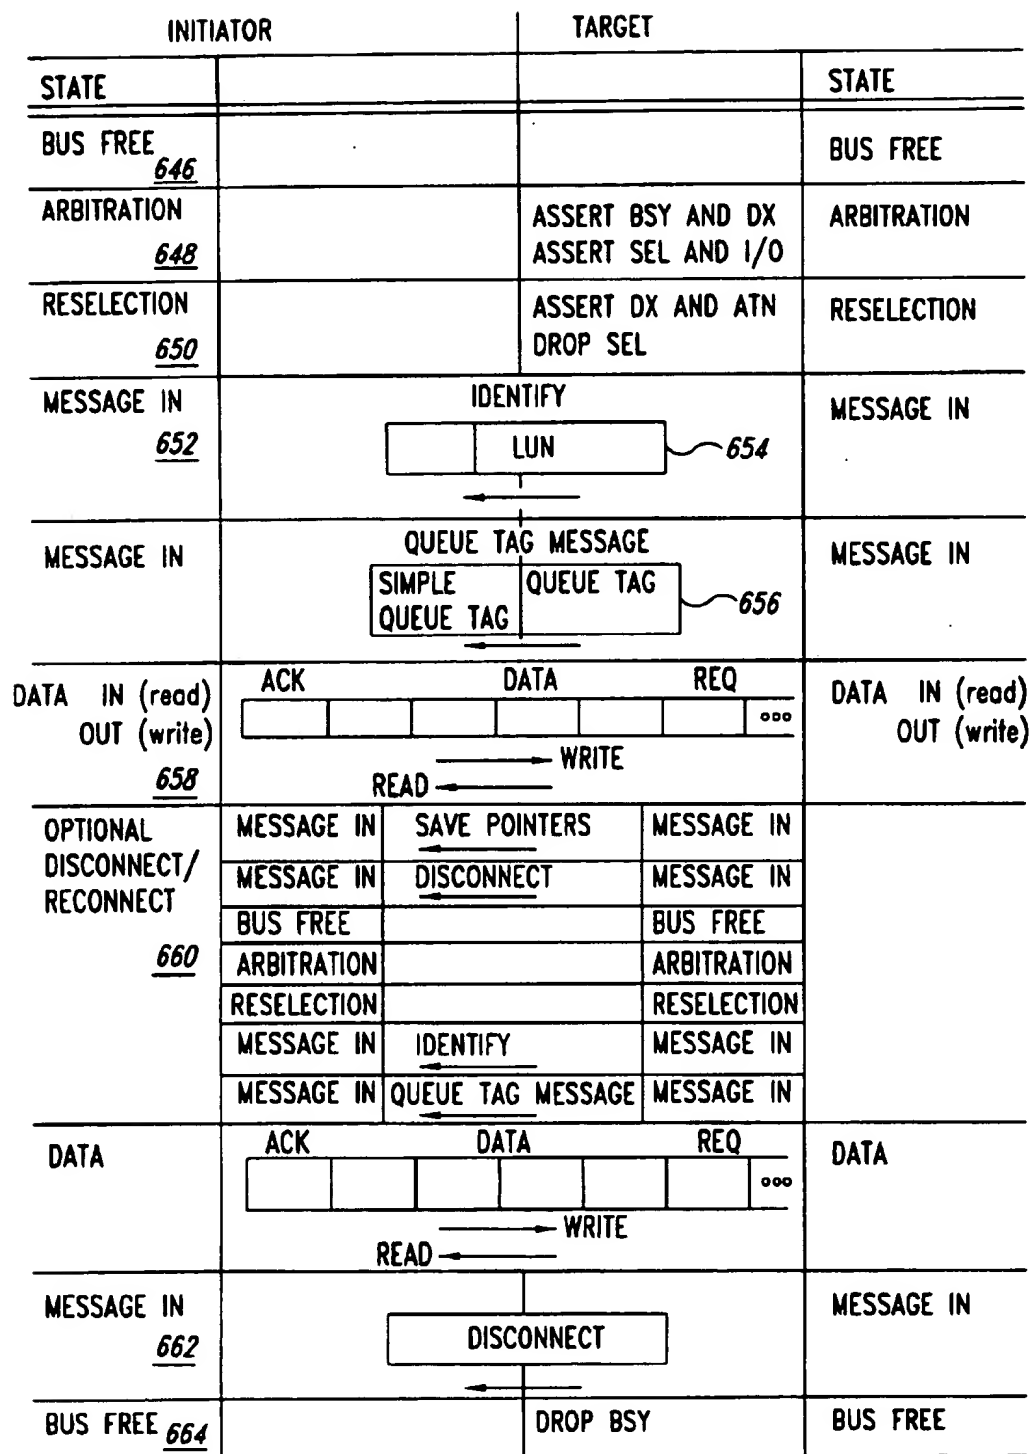 INITIATOR TARGET
STATE STATE
BUS FREE 646 BUS FREE
ARBITRATION 648 ASSERT BSY AND DX ARBITRATION
ASSERT SEL AND I/O
RESELECTION 650 ASSERT DX AND ATN RESELECTION
DROP SEL
MESSAGE IN 652 IDENTIFY MESSAGE IN
LUN 654
MESSAGE IN QUEUE TAG MESSAGE MESSAGE IN
SIMPLE QUEUE TAG
QUEUE TAG 656
DATA IN (read) ACK DATA REQ DATA IN (read)
OUT (write) ooo OUT (write)
658 WRITE
READ
OPTIONAL MESSAGE IN SAVE POINTERS MESSAGE IN
DISCONNECT/ MESSAGE IN DISCONNECT MESSAGE IN
RECONNECT BUS FREE BUS FREE
660 ARBITRATION ARBITRATION
RESELECTION RESELECTION
MESSAGE IN IDENTIFY MESSAGE IN
MESSAGE IN QUEUE TAG MESSAGE MESSAGE IN
DATA ACK DATA REQ DATA
ooo
WRITE
READ
MESSAGE IN 662 DISCONNECT MESSAGE IN
BUS FREE 664 DROP BSY BUS FREE